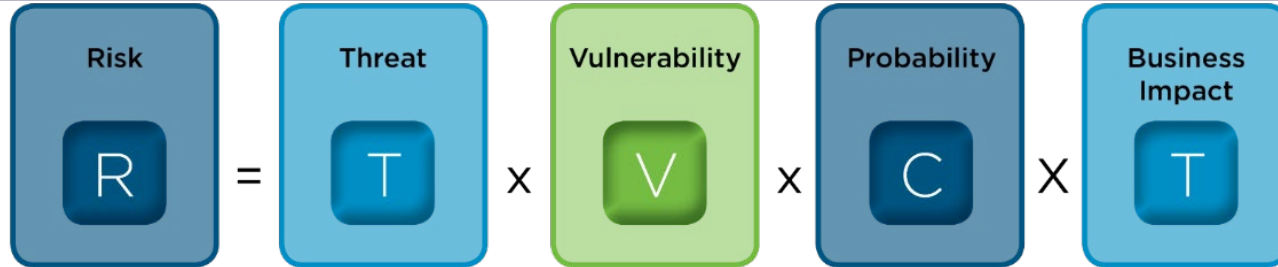 Risk
R
=
Threat
T
x
Vulnerability
V
x
Probability
C
X
Business
Impact
T